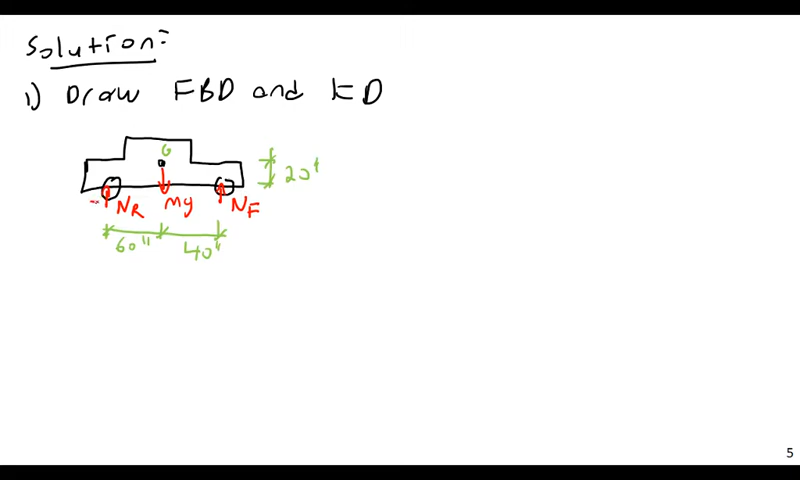 Solution:
1) Draw FBD and KD
G
20"
NR mg NF
60" 40"
5